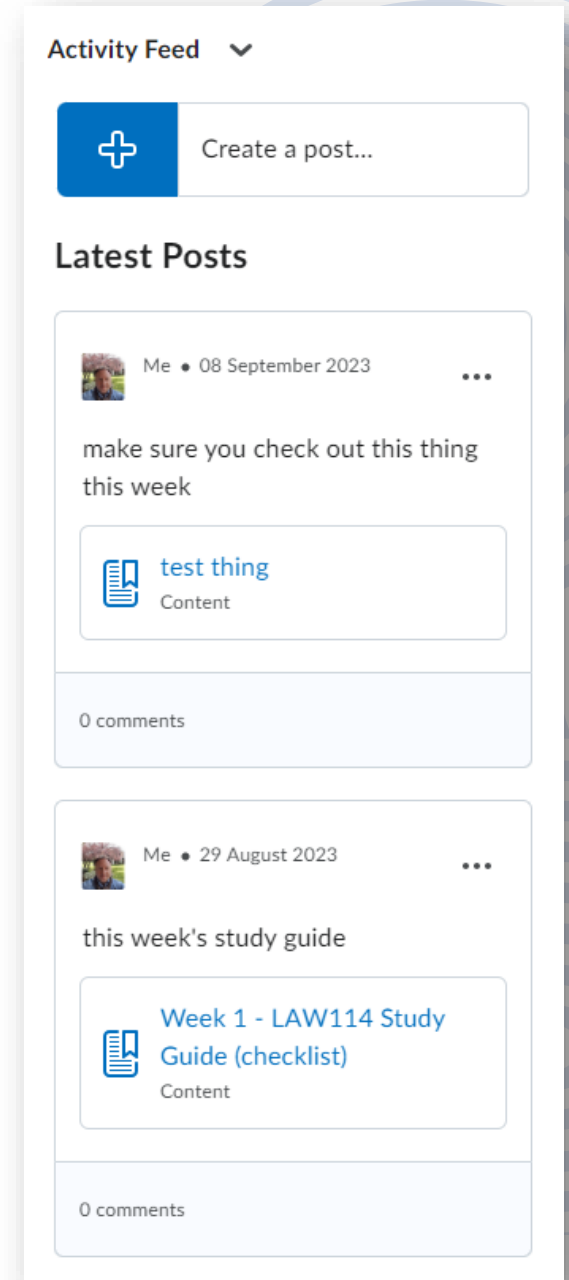 Activity Feed
Create a post...
Latest Posts
Me • 08 September 2023
make sure you check out this thing
this week
test thing
Content
0 comments
Me • 29 August 2023
this week's study guide
Week 1 - LAW114 Study
Guide (checklist)
Content
0 comments